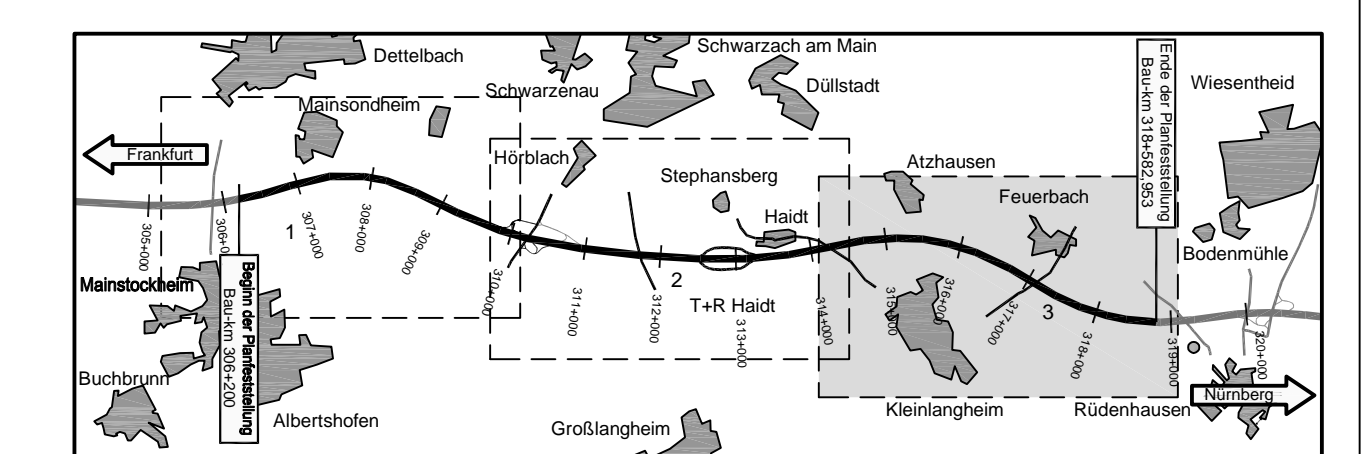 Dettelbach
Schwarzach am Main
Schwarzenau
Düllstadt
Wiesentheid
Mainsondheim
Frankfurt
Hörblach
Stephansberg
Atzhausen
Feuerbach
Haidt
Ende der Planfeststellung
Bau-km 318+582,953
Bodenmühle
305+000
306+0
307+000
308+000
309+000
310+000
311+000
312+000
313+000
314+000
315+000
316+000
317+000
318+000
319+000
320+000
1
2
3
T+R Haidt
Mainstockheim
Beginn der Planfeststellung
Bau-km 306+200
Buchbrunn
Albertshofen
Großlangheim
Kleinlangheim
Rüdenhausen
Nürnberg